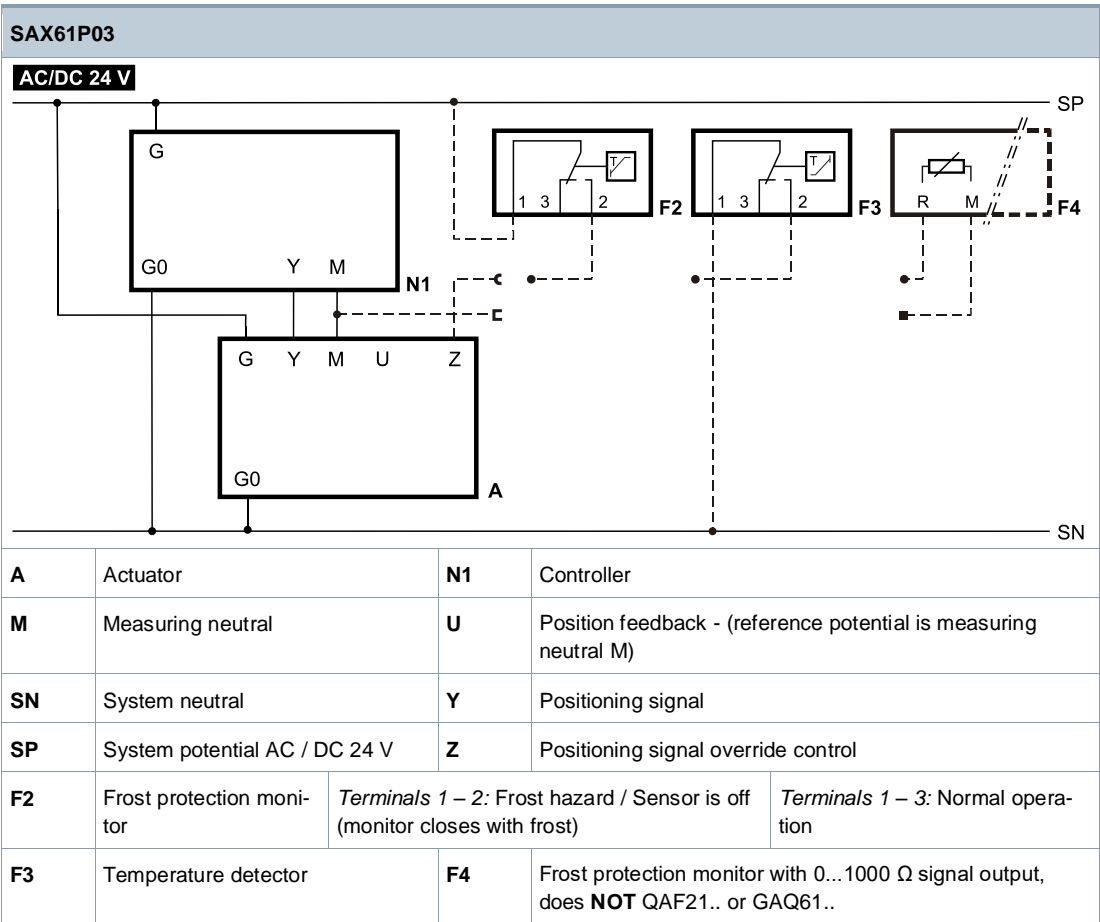 SAX61P03
AC/DC 24 V
SP
G
1 3 2
F2
1 3 2
F3
R M
F4
G0 Y M
N1
G Y M U Z
G0
A
SN
A Actuator N1 Controller
M Measuring neutral U Position feedback - (reference potential is measuring
neutral M)
SN System neutral Y Positioning signal
SP System potential AC / DC 24 V Z Positioning signal override control
F2 Frost protection moni-
tor
Terminals 1 – 2: Frost hazard / Sensor is off
(monitor closes with frost)
Terminals 1 – 3: Normal opera-
tion
F3 Temperature detector F4 Frost protection monitor with 0...1000 Ω signal output,
does NOT QAF21.. or GAQ61..